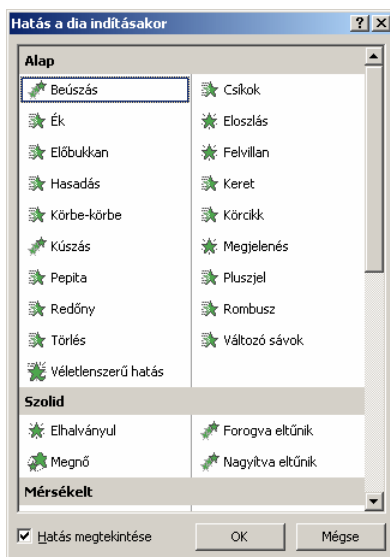 Hatás a dia indításakor
Alap
Beúszás Csíkok
Ék Eloszlás
Előbukkan Felvillan
Hasadás Keret
Körbe-körbe Körcikk
Kúszás Megjelenés
Pepita Pluszjel
Redőny Rombusz
Törlés Változó sávok
Véletlenszerű hatás
Szolid
Elhalványul Forogva eltűnik
Megnő Nagyítva eltűnik
Mérsékelt
Hatás megtekintése OK Mégse